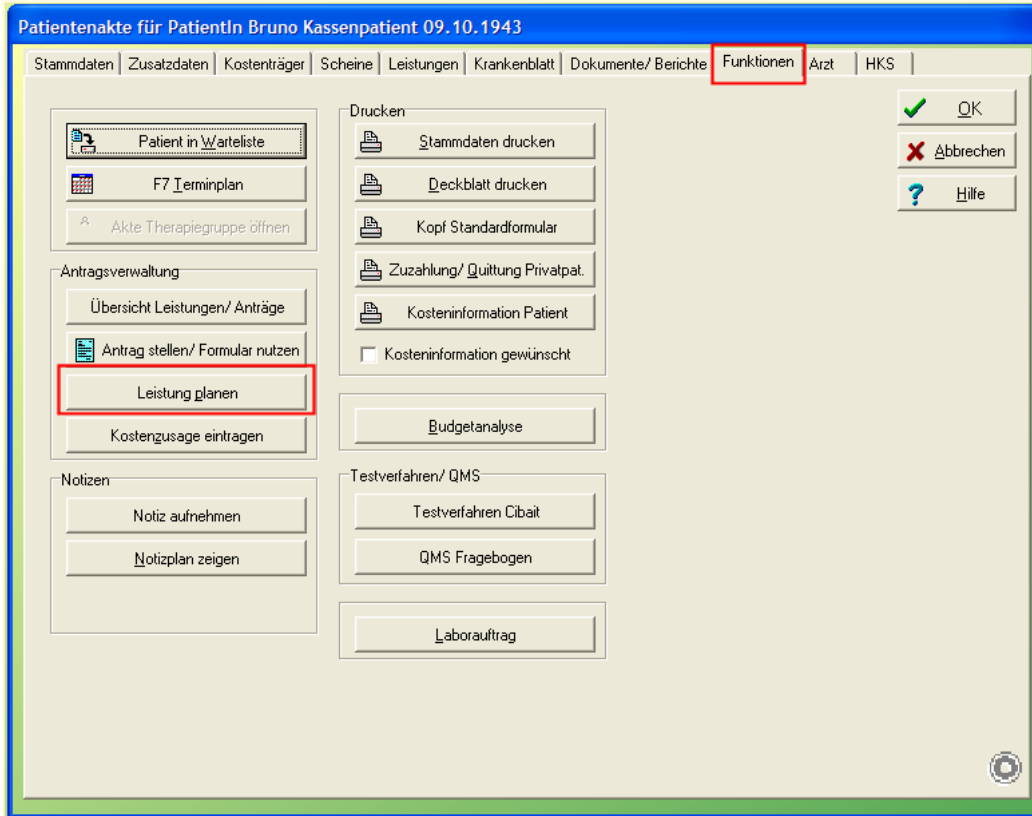 Patientenakte für PatientIn Bruno Kassenpatient 09.10.1943
Stammdaten Zusatzdaten Kostenträger Scheine Leistungen Krankenblatt Dokumente/ Berichte Funktionen Arzt HKS
Patient in Warteliste
F7 Terminplan
Akte Therapiegruppe öffnen
Antragsverwaltung
Übersicht Leistungen/ Anträge
Antrag stellen/ Formular nutzen
Leistung planen
Kostenzusage eintragen
Notizen
Notiz aufnehmen
Notizplan zeigen
Drucken
Stammdaten drucken
Deckblatt drucken
Kopf Standardformular
Zuzahlung/ Quittung Privatpat.
Kosteninformation Patient
Kosteninformation gewünscht
Budgetanalyse
Testverfahren/ QMS
Testverfahren Cibait
QMS Fragebogen
Laborauftrag
OK
Abbrechen
Hilfe